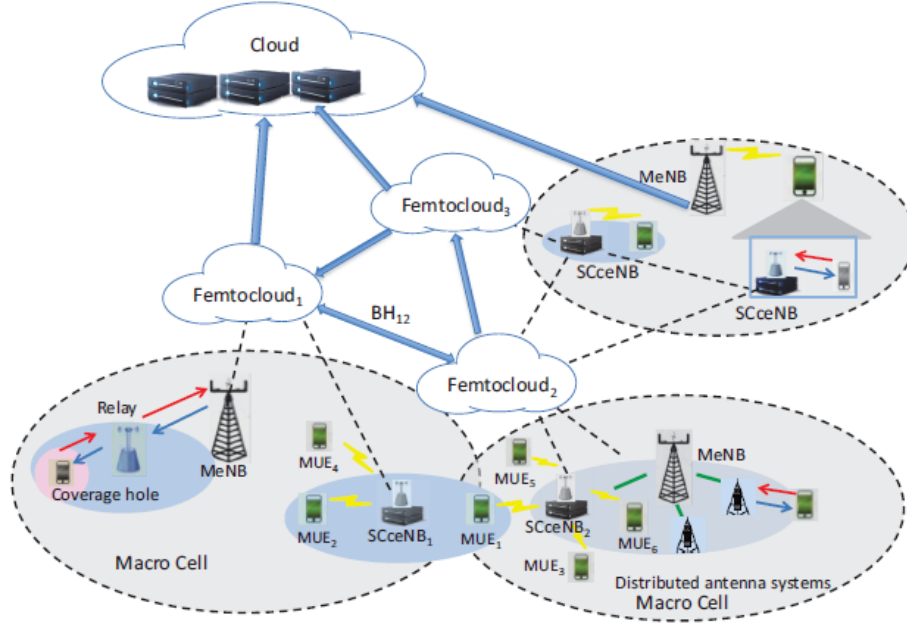 Cloud
MeNB
Femtocloud3
SCceNB
Femtocloud1
SCceNB
BH12
Femtocloud2
Relay
MeNB
MUE4
MUE5
MeNB
Coverage hole
MUE2
SCceNB1
MUE1
SCceNB2
MUE6
MUE3
Macro Cell
Distributed antenna systems
Macro Cell